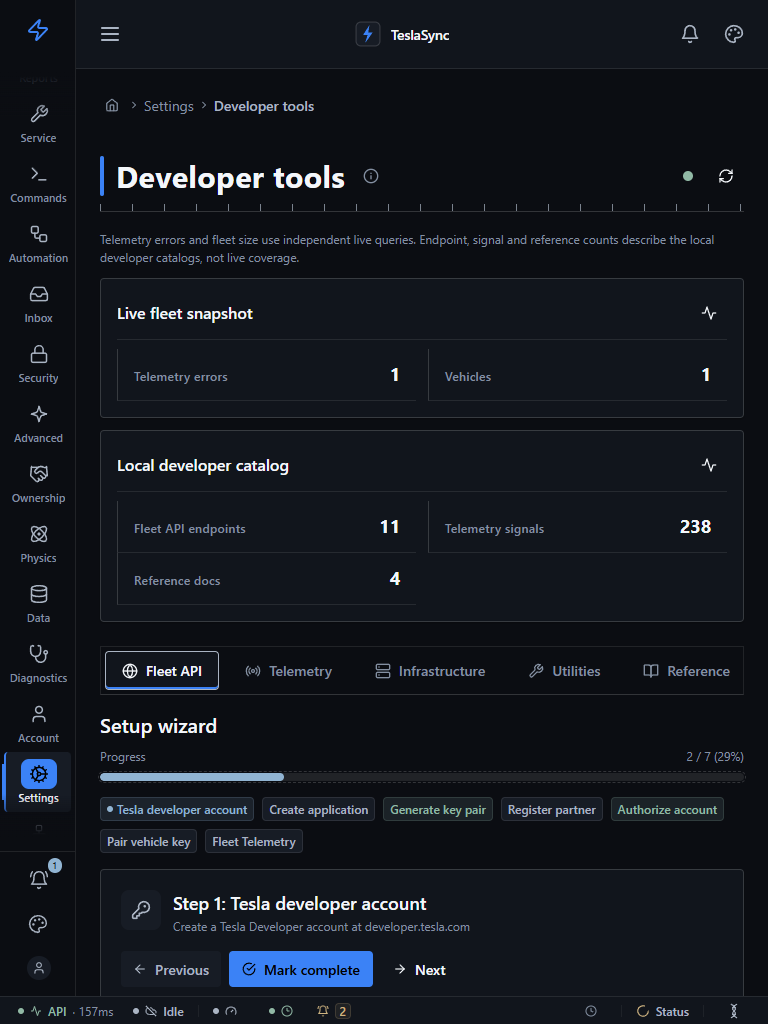 TeslaSync
Settings
Developer tools
Service
Commands
Automation
Inbox
Security
Advanced
Ownership
Physics
Data
Diagnostics
Account
Settings
1
Developer tools
Telemetry errors and fleet size use independent live queries. Endpoint, signal and reference counts describe the local
developer catalogs, not live coverage.
Live fleet snapshot
Telemetry errors 1
Vehicles 1
Local developer catalog
Fleet API endpoints 11
Telemetry signals 238
Reference docs 4
Fleet API
Telemetry
Infrastructure
Utilities
Reference
Setup wizard
Progress
2 / 7 (29%)
Tesla developer account
Create application
Generate key pair
Register partner
Authorize account
Pair vehicle key
Fleet Telemetry
Step 1: Tesla developer account
Create a Tesla Developer account at developer.tesla.com
Previous
Mark complete
Next
API · 157ms
Idle
2
Status